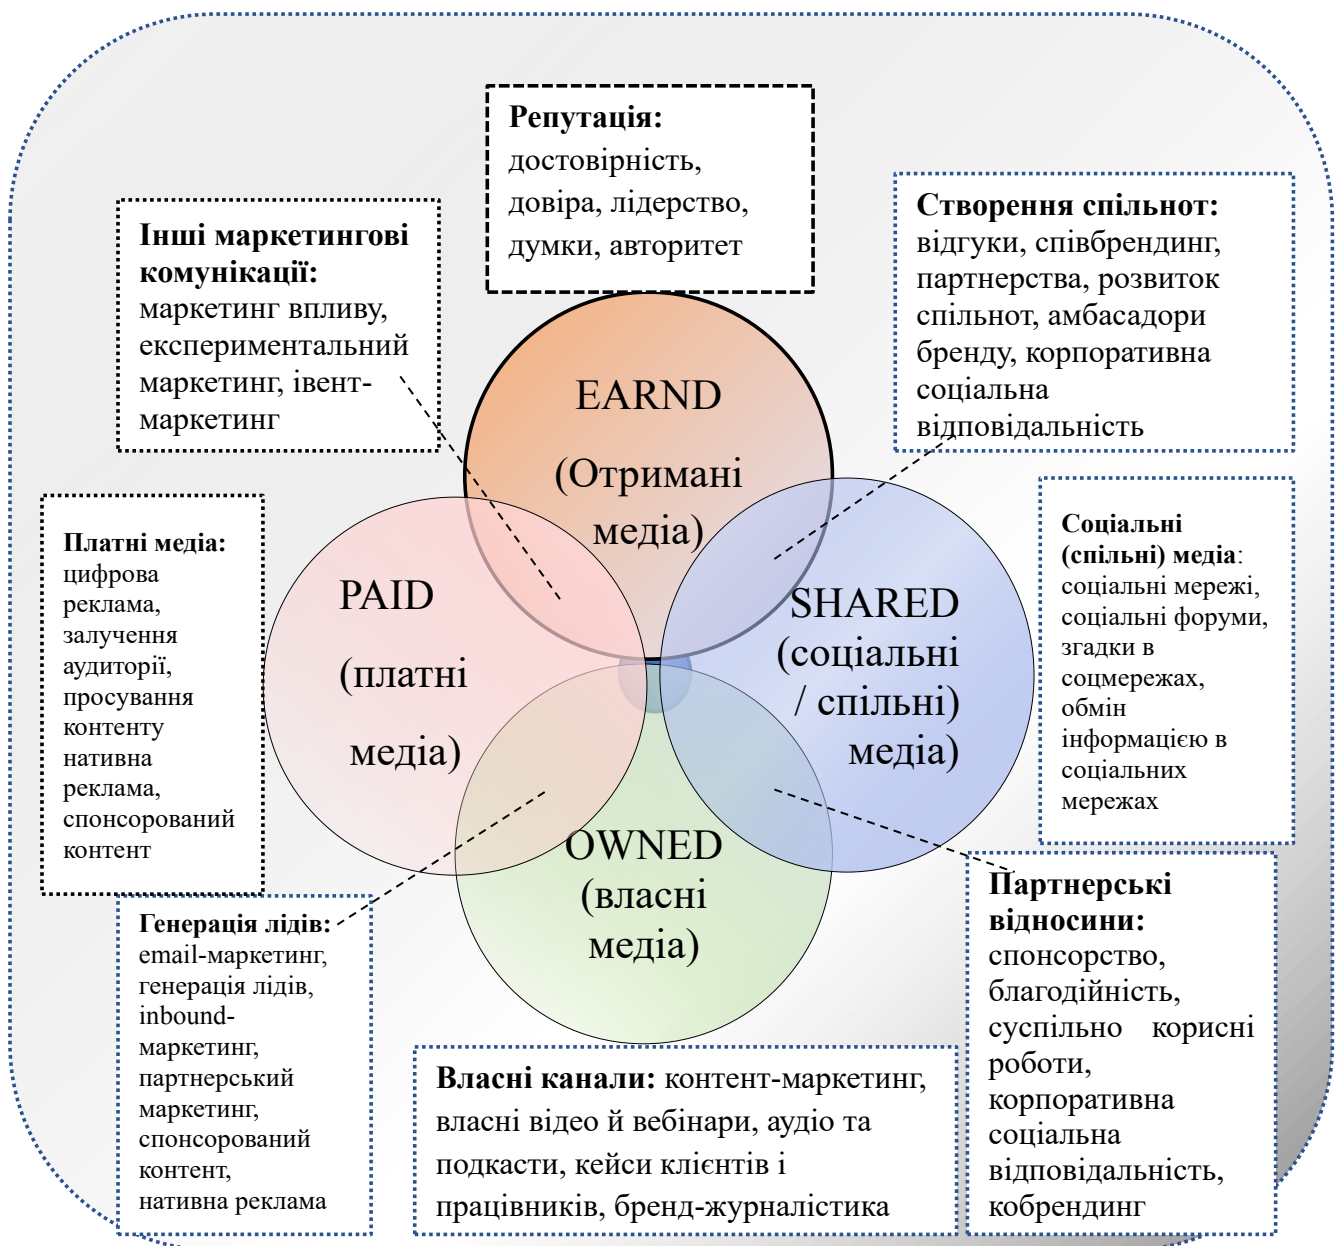 Репутація:
достовірність,
довіра, лідерство,
думки, авторитет
Інші маркетингові
комунікації:
маркетинг впливу,
експериментальний
маркетинг, івент-
маркетинг
Створення спільнот:
відгуки, співбрендинг,
партнерства, розвиток
спільнот, амбасадори
бренду, корпоративна
соціальна
відповідальність
EARND
(Отримані
медіа)
Платні медіа:
цифрова
реклама,
залучення
аудиторії,
просування
контенту
нативна
реклама,
спонсорований
контент
PAID
(платні
медіа)
SHARED
(соціальні
/ спільні)
медіа)
Соціальні
(спільні) медіа:
соціальні мережі,
соціальні форуми,
згадки в
соцмережах,
обмін
інформацією в
соціальних
мережах
OWNED
(власні
медіа)
Генерація лідів:
email-маркетинг,
генерація лідів,
inbound-
маркетинг,
партнерський
маркетинг,
спонсорований
контент,
нативна реклама
Власні канали: контент-маркетинг,
власні відео й вебінари, аудіо та
подкасти, кейси клієнтів і
працівників, бренд-журналістика
Партнерські
відносини:
спонсорство,
благодійність,
суспільно корисні
роботи,
корпоративна
соціальна
відповідальність,
кобрендинг